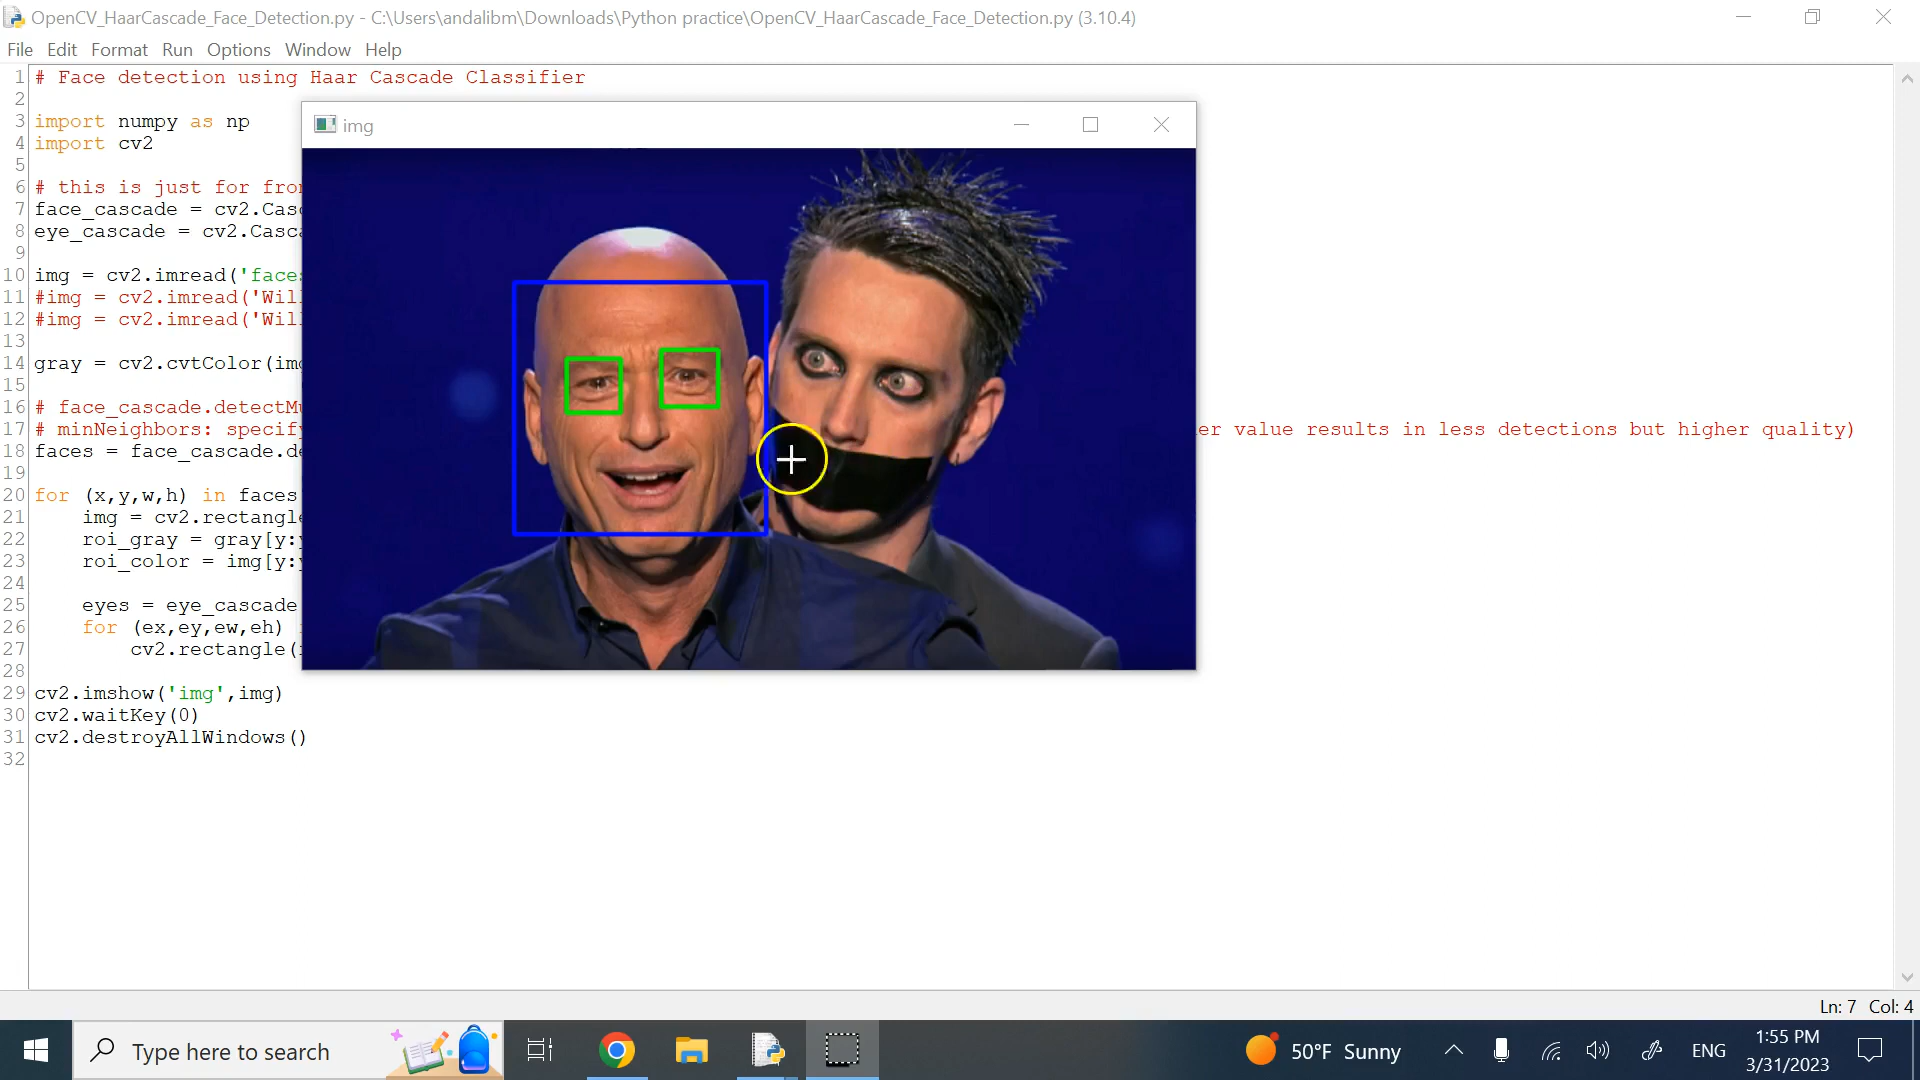 OpenCV_HaarCascade_Face_Detection.py - C:\Users\andalibm\Downloads\Python practice\OpenCV_HaarCascade_Face_Detection.py (3.10.4)
File Edit Format Run Options Window Help
1 # Face detection using Haar Cascade Classifier
2
img
3 import numpy as np
4 import cv2
5
6 # this is just for fro
7 face_cascade = cv2.Cas
8 eye_cascade = cv2.Casc
9
10 img = cv2.imread('faces
11 #img = cv2.imread('Wil
12 #img = cv2.imread('Wil
13
14 gray = cv2.cvtColor(im
15
16 # face_cascade.detectM
17 # minNeighbors: specify er value results in less detections but higher quality)
18 faces = face_cascade.de
19
20 for (x,y,w,h) in faces
21 img = cv2.rectangle
22 roi_gray = gray[y:y
23 roi_color = img[y:y
24
25 eyes = eye_cascade
26 for (ex,ey,ew,eh)
27 cv2.rectangle(
28
29 cv2.imshow('img',img)
30 cv2.waitKey(0)
31 cv2.destroyAllWindows()
32
Ln: 7 Col: 4
Type here to search
50°F Sunny
ENG
1:55 PM
3/31/2023